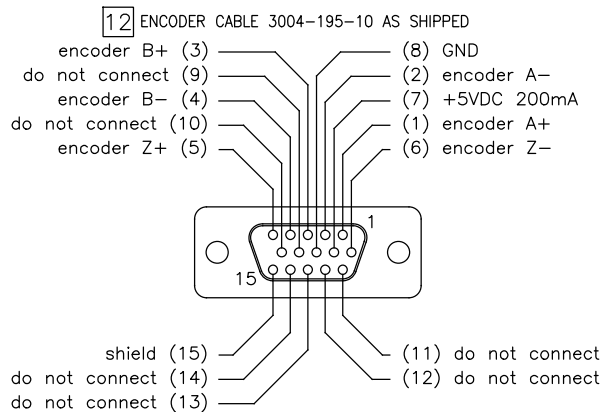 12 ENCODER CABLE 3004-195-10 AS SHIPPED
encoder B+ (3)
(8) GND
do not connect (9)
(2) encoder A-
encoder B- (4)
(7) +5VDC 200mA
do not connect (10)
(1) encoder A+
encoder Z+ (5)
(6) encoder Z-
1
15
shield (15)
(11) do not connect
do not connect (14)
(12) do not connect
do not connect (13)